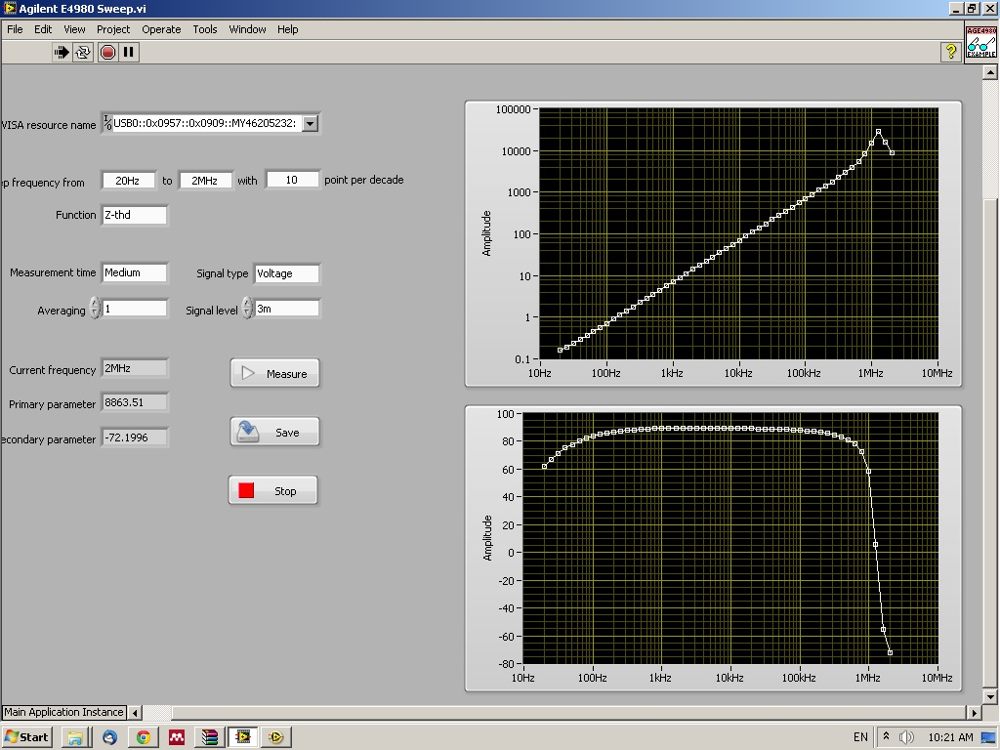 Agilent E4980 Sweep.vi
File Edit View Project Operate Tools Window Help
?
AGE4980
EXAMPLE
VISA resource name USB0::0x0957::0x0909::MY46205232:
frequency from 20Hz to 2MHz with 10 point per decade
Function Z-thd
Measurement time Medium Signal type Voltage
Averaging 1 Signal level 3m
Current frequency 2MHz Measure
Primary parameter 8863.51
econdary parameter -72.1996 Save
Stop
Amplitude
100000
10000
1000
100
10
1
0.1
10Hz 100Hz 1kHz 10kHz 100kHz 1MHz 10MHz
Amplitude
100
80
60
40
20
0
-20
-40
-60
-80
10Hz 100Hz 1kHz 10kHz 100kHz 1MHz 10MHz
Main Application Instance
Start EN 10:21 AM